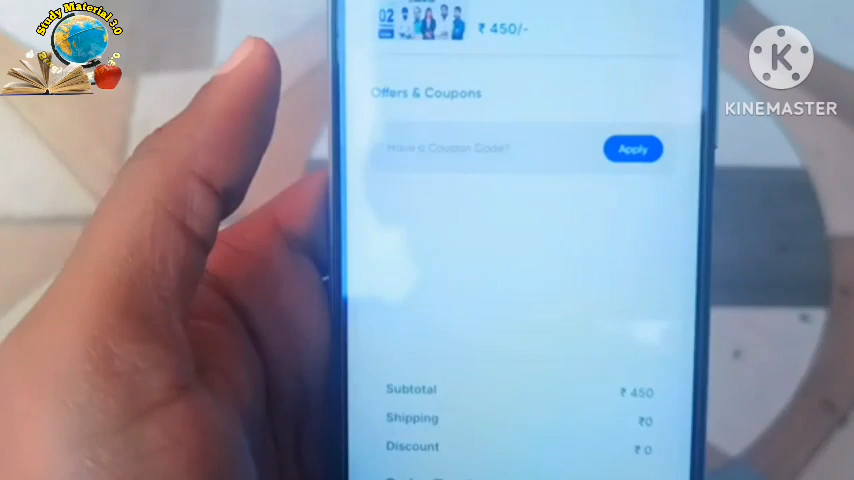 Study Material 3.0
KINEMASTER
02
₹ 450/-
Offers & Coupons
Have a Coupon Code?
Apply
Subtotal ₹ 450
Shipping ₹0
Discount ₹ 0